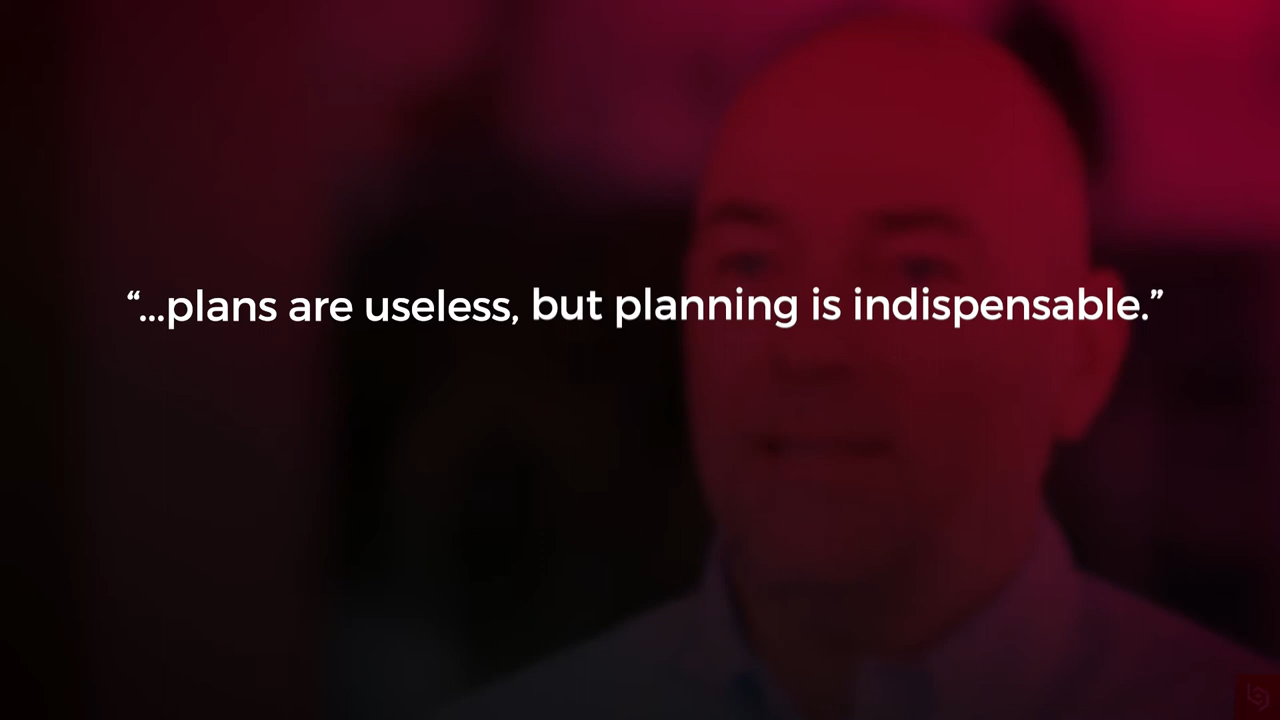 “...plans are useless, but planning is indispensable.”